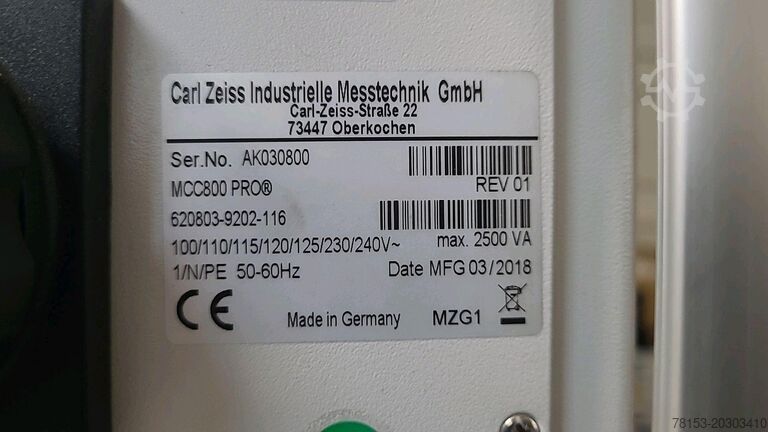 Carl Zeiss Industrielle Messtechnik GmbH
Carl-Zeiss-Straße 22
73447 Oberkochen
Ser.No. AK030800
MCC800 PRO® REV 01
620803-9202-116
100/110/115/120/125/230/240V~ max. 2500 VA
1/N/PE 50-60Hz Date MFG 03/2018
CE Made in Germany MZG1
78153-20303410